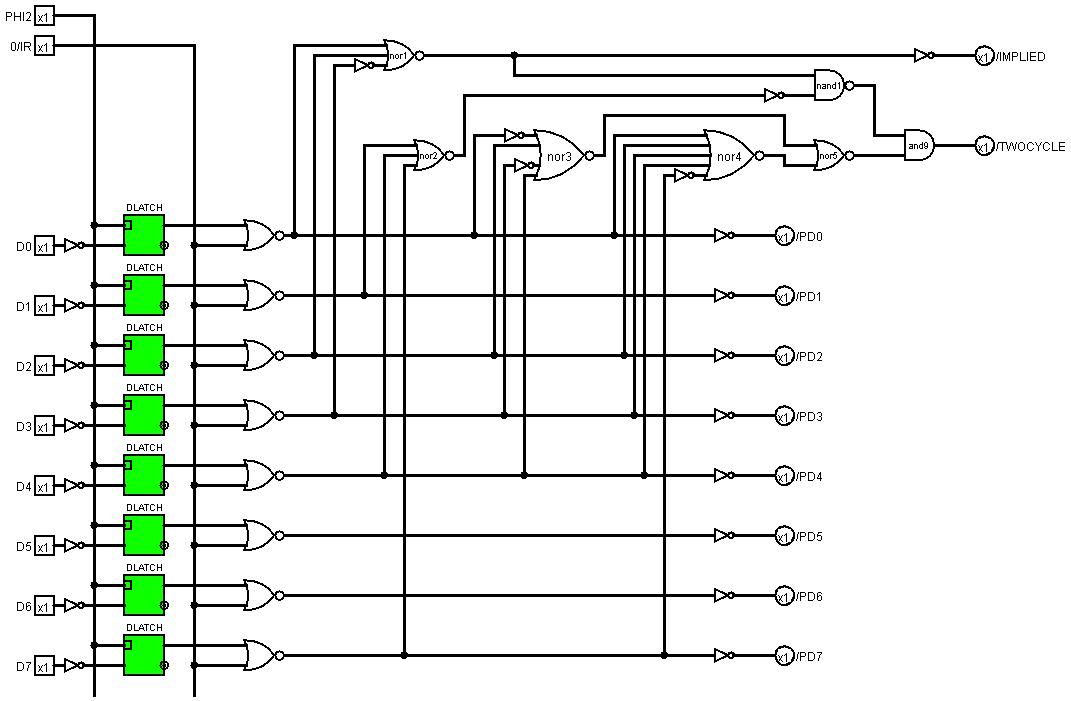 PHI2 x1
0/IR x1
nor1
x1 /IMPLIED
nand1
nor2
nor3
nor4
nor5
and9
x1 /TWOCYCLE
DLATCH
D0 x1
x1 /PD0
DLATCH
D1 x1
x1 /PD1
DLATCH
D2 x1
x1 /PD2
DLATCH
D3 x1
x1 /PD3
DLATCH
D4 x1
x1 /PD4
DLATCH
D5 x1
x1 /PD5
DLATCH
D6 x1
x1 /PD6
DLATCH
D7 x1
x1 /PD7